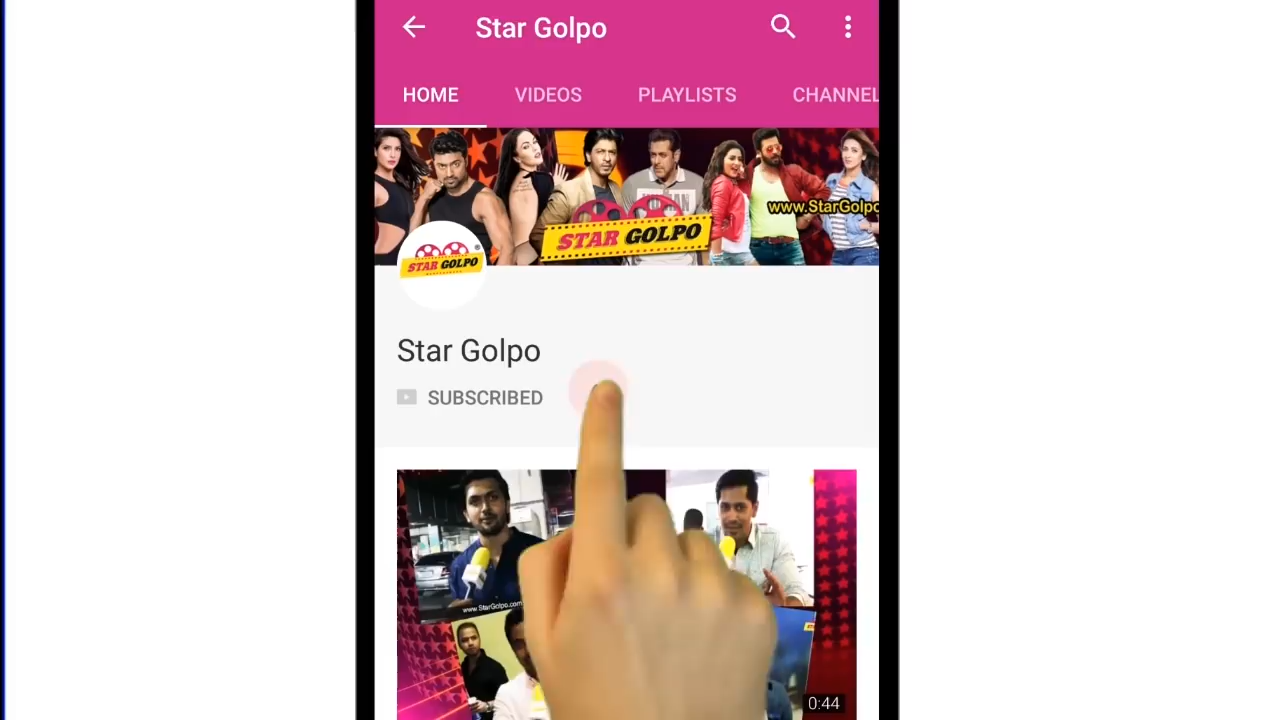 Star Golpo
HOME VIDEOS PLAYLISTS CHANNEL
www.StarGolpo
STAR GOLPO
STAR GOLPO
Star Golpo
SUBSCRIBED
www.StarGolpo.com
0:44